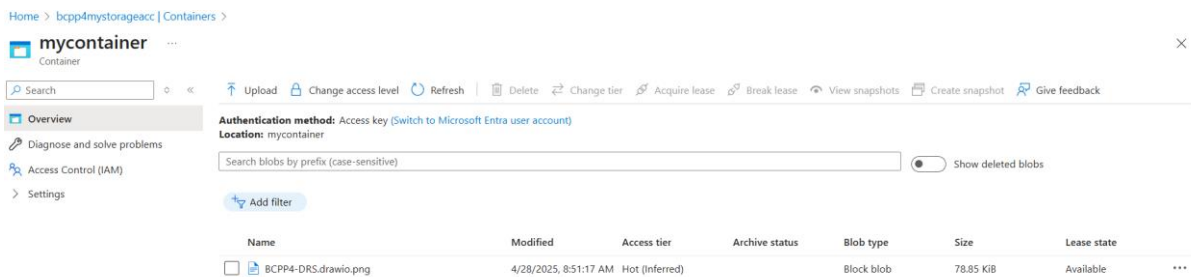 Home > bcpp4mystorageacc | Containers >
mycontainer ...
Container
Search
Upload Change access level Refresh Delete Change tier Acquire lease Break lease View snapshots Create snapshot Give feedback
Overview
Diagnose and solve problems
Access Control (IAM)
Settings
Authentication method: Access key (Switch to Microsoft Entra user account)
Location: mycontainer
Search blobs by prefix (case-sensitive)
Show deleted blobs
Add filter
Name Modified Access tier Archive status Blob type Size Lease state
BCPP4-DRS.drawio.png 4/28/2025, 8:51:17 AM Hot (Inferred) Block blob 78.85 KiB Available ...